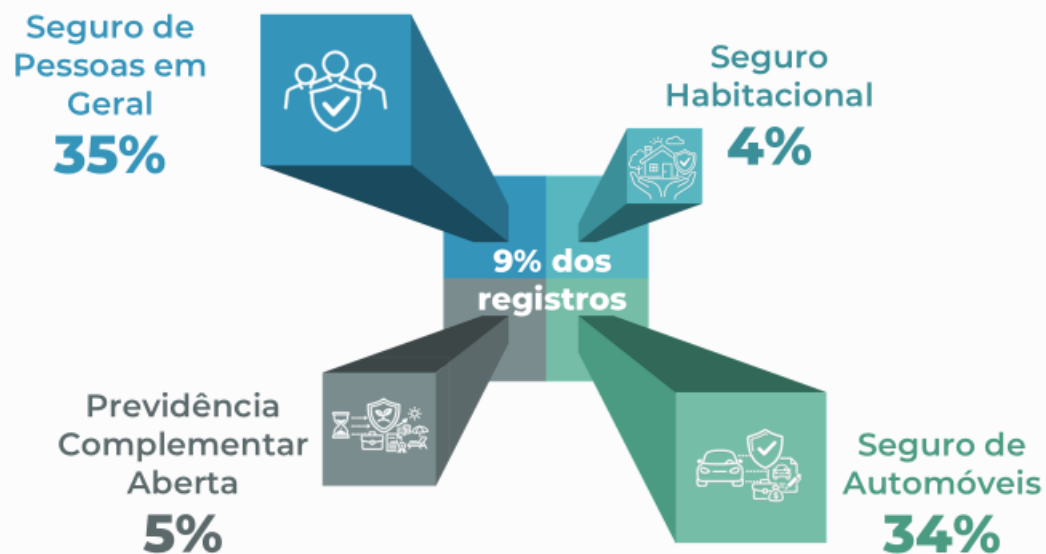 Seguro de
Pessoas em
Geral
35%
Seguro
Habitacional
4%
9% dos
registros
Previdência
Complementar
Aberta
5%
Seguro de
Automóveis
34%